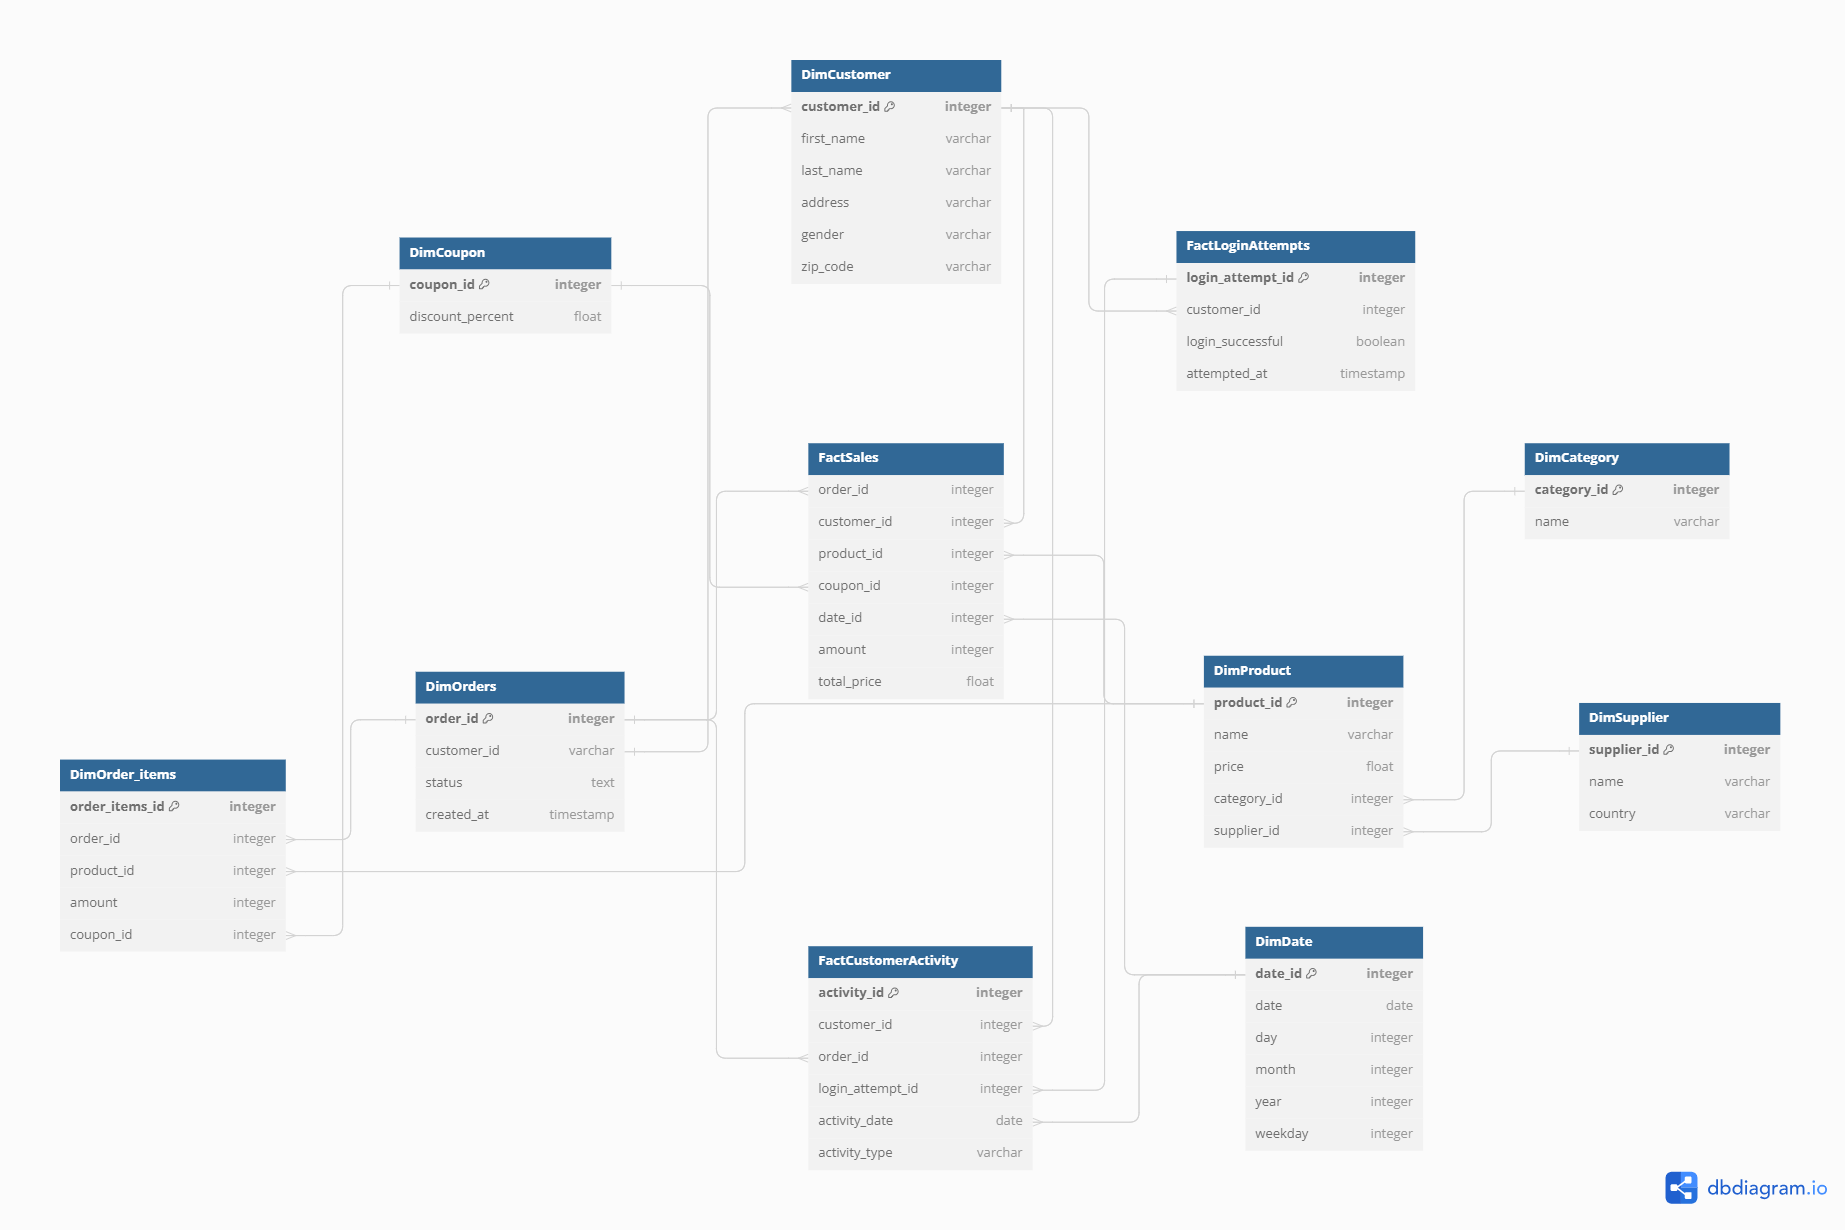 DimCustomer
customer_id integer
first_name varchar
last_name varchar
address varchar
gender varchar
zip_code varchar
DimCoupon
coupon_id integer
discount_percent float
FactLoginAttempts
login_attempt_id integer
customer_id integer
login_successful boolean
attempted_at timestamp
FactSales
order_id integer
customer_id integer
product_id integer
coupon_id integer
date_id integer
amount integer
total_price float
DimCategory
category_id integer
name varchar
DimOrders
order_id integer
customer_id varchar
status text
created_at timestamp
DimProduct
product_id integer
name varchar
price float
category_id integer
supplier_id integer
DimSupplier
supplier_id integer
name varchar
country varchar
DimOrder_items
order_items_id integer
order_id integer
product_id integer
amount integer
coupon_id integer
FactCustomerActivity
activity_id integer
customer_id integer
order_id integer
login_attempt_id integer
activity_date date
activity_type varchar
DimDate
date_id integer
date date
day integer
month integer
year integer
weekday integer
dbdiagram.io